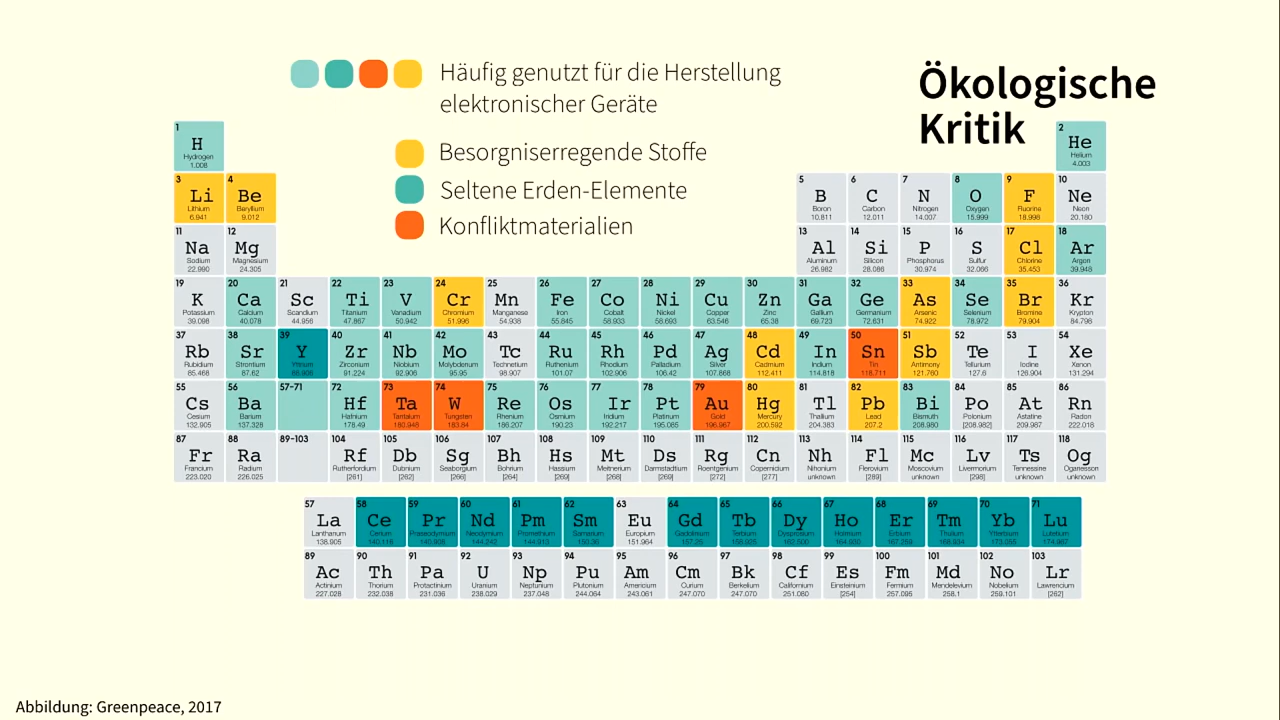 Häufig genutzt für die Herstellung
elektronischer Geräte
Ökologische
Kritik
Besorgniserregende Stoffe
Seltene Erden-Elemente
Konfliktmaterialien
1 H Hydrogen 1.008
2 He Helium 4.003
3 Li Lithium 6.941
4 Be Beryllium 9.012
5 B Boron 10.811
6 C Carbon 12.011
7 N Nitrogen 14.007
8 O Oxygen 15.999
9 F Fluorine 18.998
10 Ne Neon 20.180
11 Na Sodium 22.990
12 Mg Magnesium 24.305
13 Al Aluminum 26.982
14 Si Silicon 28.086
15 P Phosphorus 30.974
16 S Sulfur 32.066
17 Cl Chlorine 35.453
18 Ar Argon 39.948
19 K Potassium 39.098
20 Ca Calcium 40.078
21 Sc Scandium 44.956
22 Ti Titanium 47.867
23 V Vanadium 50.942
24 Cr Chromium 51.996
25 Mn Manganese 54.938
26 Fe Iron 55.845
27 Co Cobalt 58.933
28 Ni Nickel 58.693
29 Cu Copper 63.546
30 Zn Zinc 65.38
31 Ga Gallium 69.723
32 Ge Germanium 72.631
33 As Arsenic 74.922
34 Se Selenium 78.972
35 Br Bromine 79.904
36 Kr Krypton 84.798
37 Rb Rubidium 85.468
38 Sr Strontium 87.62
39 Y Yttrium 88.906
40 Zr Zirconium 91.224
41 Nb Niobium 92.906
42 Mo Molybdenum 95.95
43 Tc Technetium 98.907
44 Ru Ruthenium 101.07
45 Rh Rhodium 102.906
46 Pd Palladium 106.42
47 Ag Silver 107.868
48 Cd Cadmium 112.411
49 In Indium 114.818
50 Sn Tin 118.711
51 Sb Antimony 121.760
52 Te Tellurium 127.6
53 I Iodine 126.904
54 Xe Xenon 131.294
55 Cs Cesium 132.905
56 Ba Barium 137.328
57-71
72 Hf Hafnium 178.49
73 Ta Tantalum 180.948
74 W Tungsten 183.84
75 Re Rhenium 186.207
76 Os Osmium 190.23
77 Ir Iridium 192.217
78 Pt Platinum 195.085
79 Au Gold 196.967
80 Hg Mercury 200.592
81 Tl Thallium 204.383
82 Pb Lead 207.2
83 Bi Bismuth 208.980
84 Po Polonium [208.982]
85 At Astatine 209.987
86 Rn Radon 222.018
87 Fr Francium 223.020
88 Ra Radium 226.025
89-103
104 Rf Rutherfordium [261]
105 Db Dubnium [262]
106 Sg Seaborgium [266]
107 Bh Bohrium [264]
108 Hs Hassium [269]
109 Mt Meitnerium [268]
110 Ds Darmstadtium [269]
111 Rg Roentgenium [272]
112 Cn Copernicium [277]
113 Nh Nihonium unknown
114 Fl Flerovium [289]
115 Mc Moscovium unknown
116 Lv Livermorium [298]
117 Ts Tennessine unknown
118 Og Oganesson unknown
57 La Lanthanum 138.905
58 Ce Cerium 140.116
59 Pr Praseodymium 140.908
60 Nd Neodymium 144.242
61 Pm Promethium 144.913
62 Sm Samarium 150.36
63 Eu Europium 151.964
64 Gd Gadolinium 157.25
65 Tb Terbium 158.925
66 Dy Dysprosium 162.500
67 Ho Holmium 164.930
68 Er Erbium 167.259
69 Tm Thulium 168.934
70 Yb Ytterbium 173.055
71 Lu Lutetium 174.967
89 Ac Actinium 227.028
90 Th Thorium 232.038
91 Pa Protactinium 231.036
92 U Uranium 238.029
93 Np Neptunium 237.048
94 Pu Plutonium 244.064
95 Am Americium 243.061
96 Cm Curium 247.070
97 Bk Berkelium 247.070
98 Cf Californium 251.080
99 Es Einsteinium [254]
100 Fm Fermium 257.095
101 Md Mendelevium 258.1
102 No Nobelium 259.101
103 Lr Lawrencium [262]
Abbildung: Greenpeace, 2017